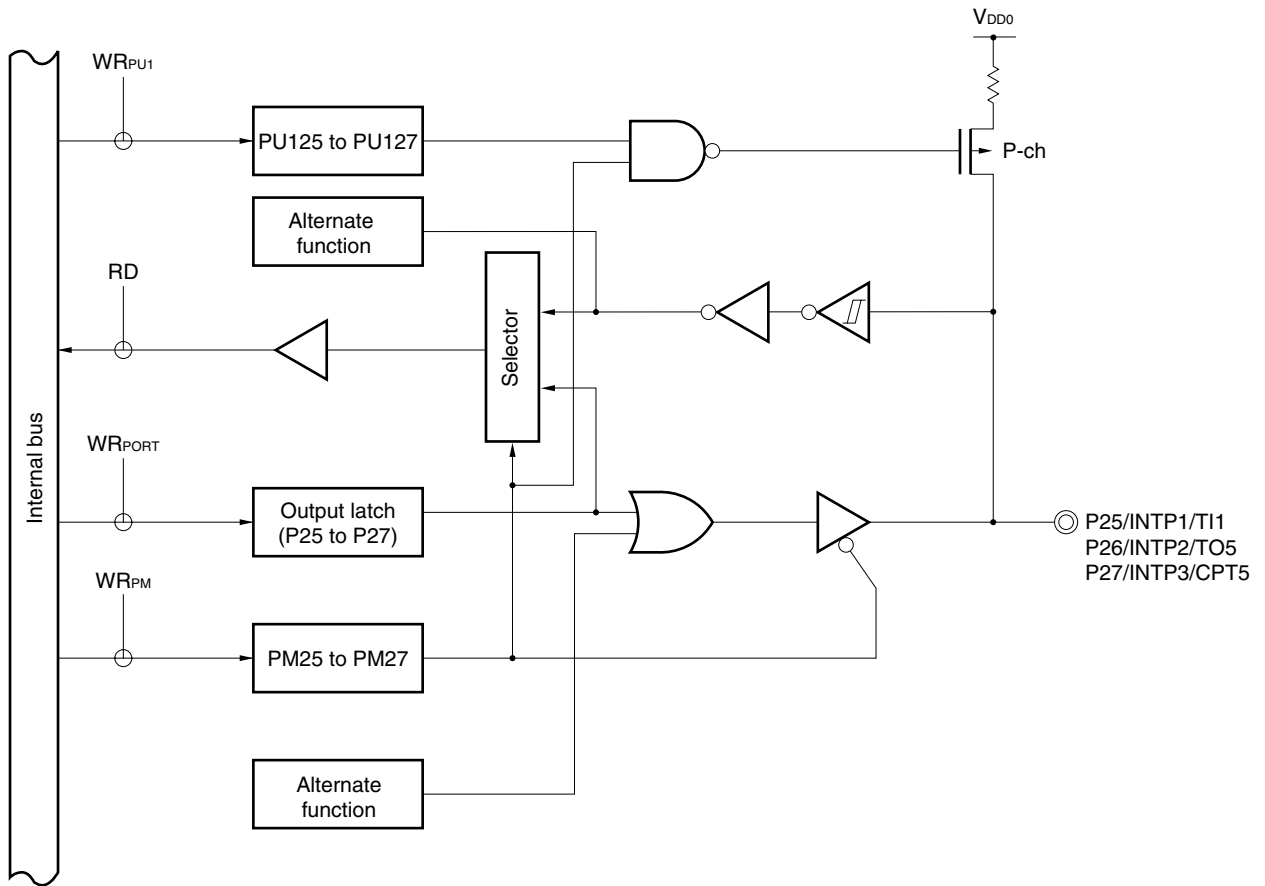 VDD0
WRPU1
PU125 to PU127
P-ch
Alternate
function
RD
Selector
Internal bus
WRPORT
Output latch
(P25 to P27)
P25/INTP1/TI1
P26/INTP2/TO5
P27/INTP3/CPT5
WRPM
PM25 to PM27
Alternate
function